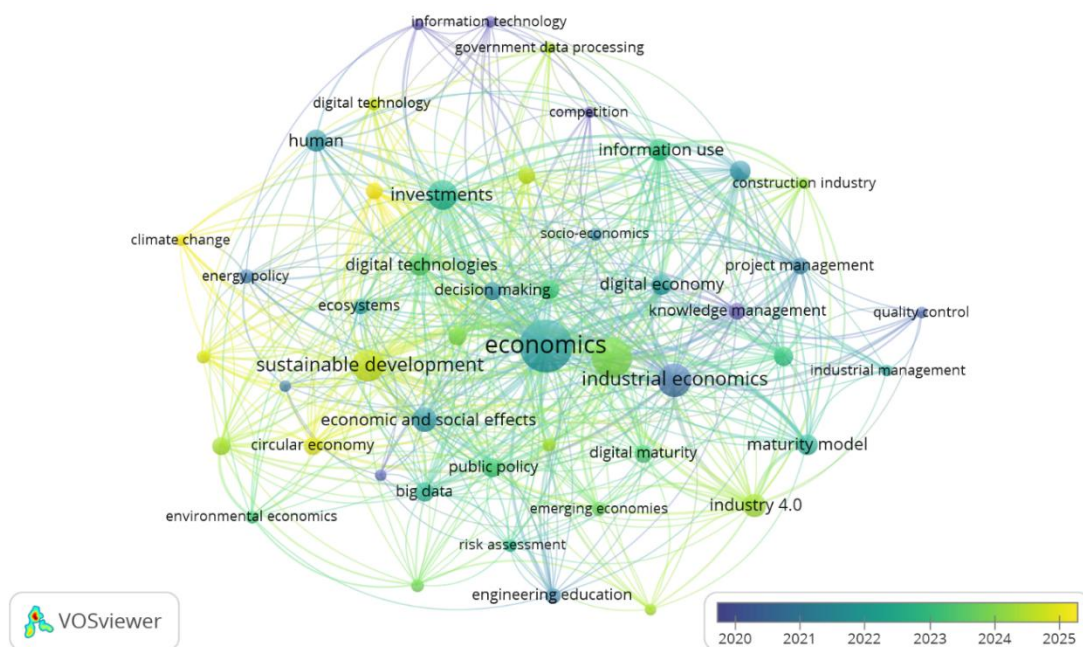 information technology
government data processing
digital technology
competition
human
information use
construction industry
investments
socio-economics
climate change
digital technologies
project management
energy policy
decision making
digital economy
ecosystems
knowledge management
quality control
economics
sustainable development
industrial economics
industrial management
economic and social effects
circular economy
digital maturity
maturity model
public policy
big data
emerging economies
industry 4.0
environmental economics
risk assessment
engineering education
VOSviewer
2020 2021 2022 2023 2024 2025